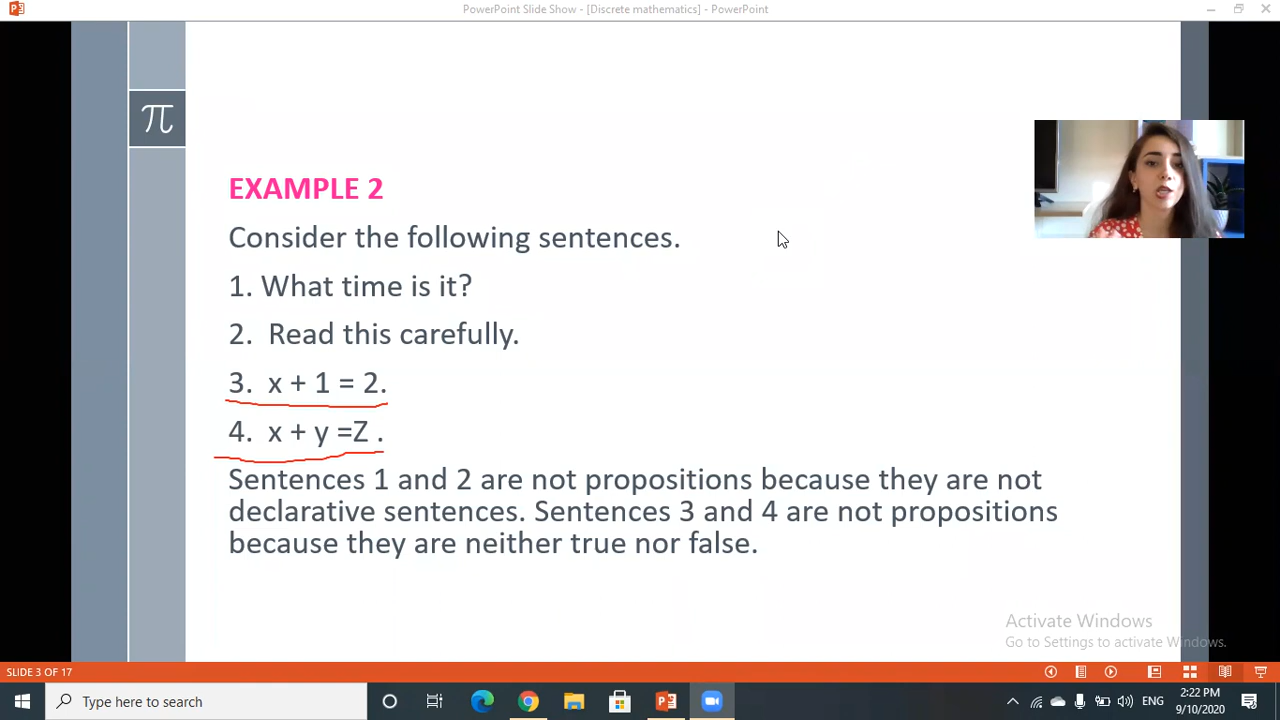 PowerPoint Slide Show - [Discrete mathematics] - PowerPoint
π
EXAMPLE 2
Consider the following sentences.
1. What time is it?
2. Read this carefully.
3. x + 1 = 2.
4. x + y =Z .
Sentences 1 and 2 are not propositions because they are not
declarative sentences. Sentences 3 and 4 are not propositions
because they are neither true nor false.
Activate Windows
Go to Settings to activate Windows.
SLIDE 3 OF 17
Type here to search
ENG
2:22 PM
9/10/2020